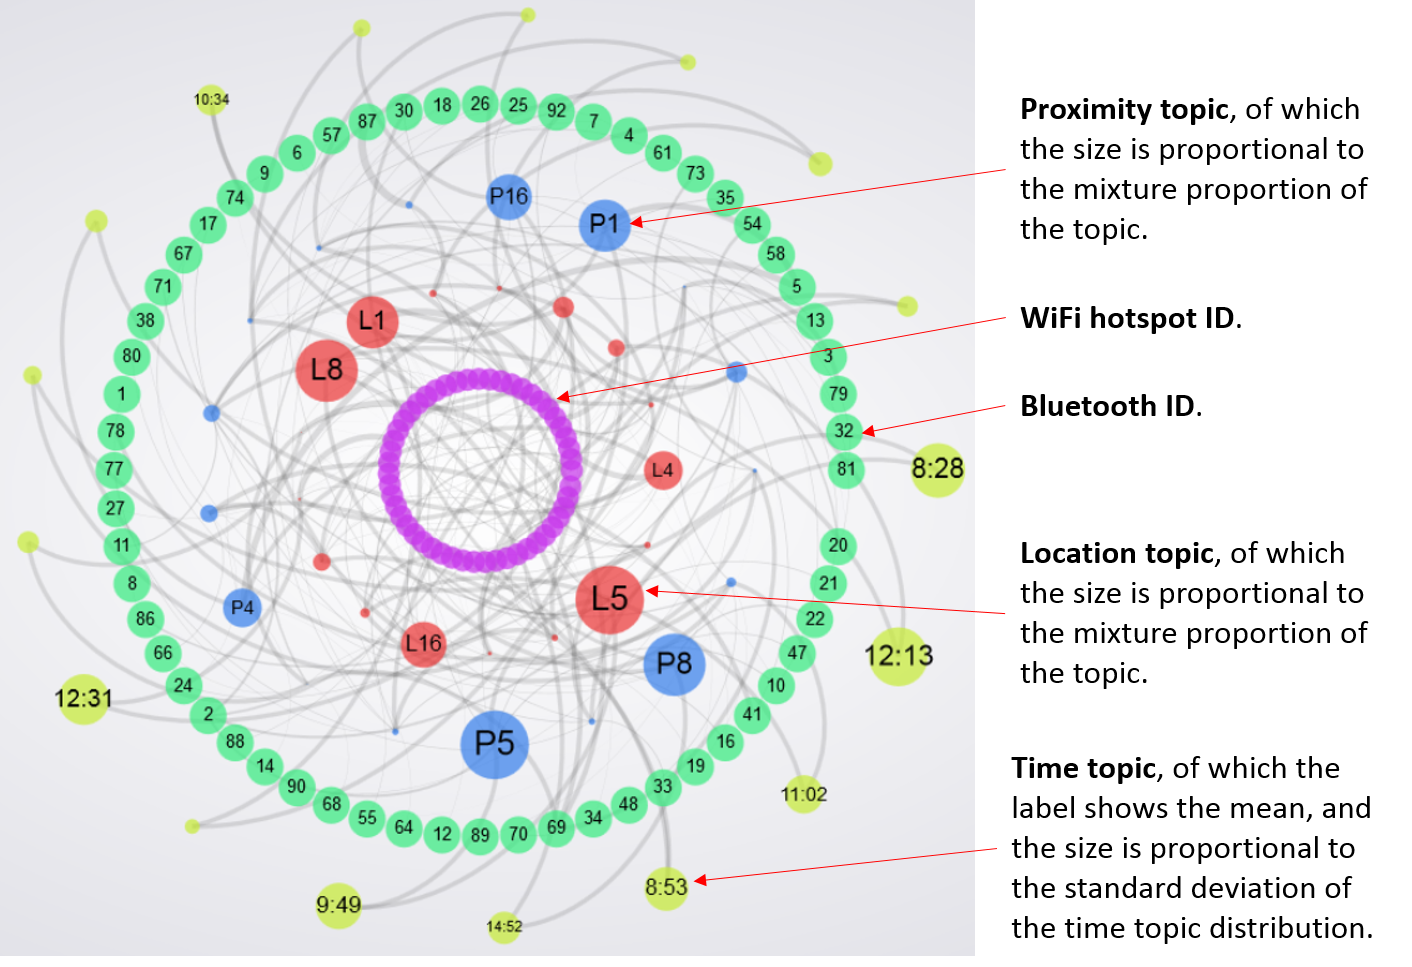 10:34
30
18
26
25
92
87
7
57
4
6
61
9
73
74
35
17
54
67
58
71
5
38
13
80
3
1
79
78
32
77
81
27
11
20
8
21
86
22
66
47
24
10
2
41
88
16
14
19
90
33
68
48
55
34
64
69
12
89
70
P16
P1
L1
L8
L4
8:28
P4
L5
L16
P8
12:13
12:31
P5
11:02
8:53
9:49
14:52
Proximity topic, of which
the size is proportional to
the mixture proportion of
the topic.
WiFi hotspot ID.
Bluetooth ID.
Location topic, of which
the size is proportional to
the mixture proportion of
the topic.
Time topic, of which the
label shows the mean, and
the size is proportional to
the standard deviation of
the time topic distribution.